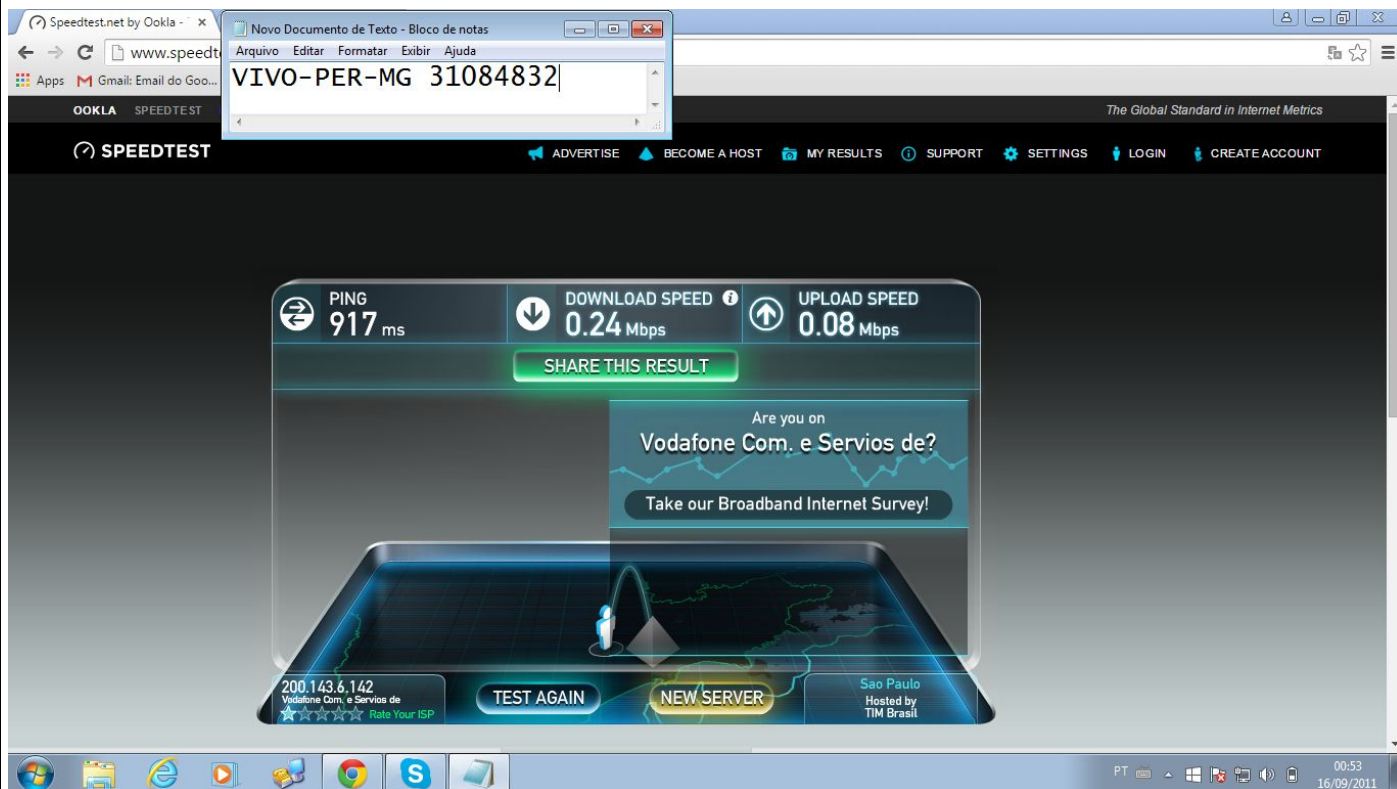 Speedtest.net by Ookla -
Novo Documento de Texto - Bloco de notas
www.speedte
Arquivo Editar Formatar Exibir Ajuda
Apps Gmail: Email do Goo...
VIVO-PER-MG 31084832
OOKLA SPEEDTEST The Global Standard in Internet Metrics
SPEEDTEST ADVERTISE BECOME A HOST MY RESULTS SUPPORT SETTINGS LOGIN CREATE ACCOUNT
PING DOWNLOAD SPEED UPLOAD SPEED
917 ms 0.24 Mbps 0.08 Mbps
SHARE THIS RESULT
Are you on
Vodafone Com. e Servios de?
Take our Broadband Internet Survey!
200.143.6.142
Vodafone Com. e Servios de
Rate Your ISP
TEST AGAIN NEW SERVER
Sao Paulo
Hosted by
TIM Brasil
PT 00:53
16/09/2011